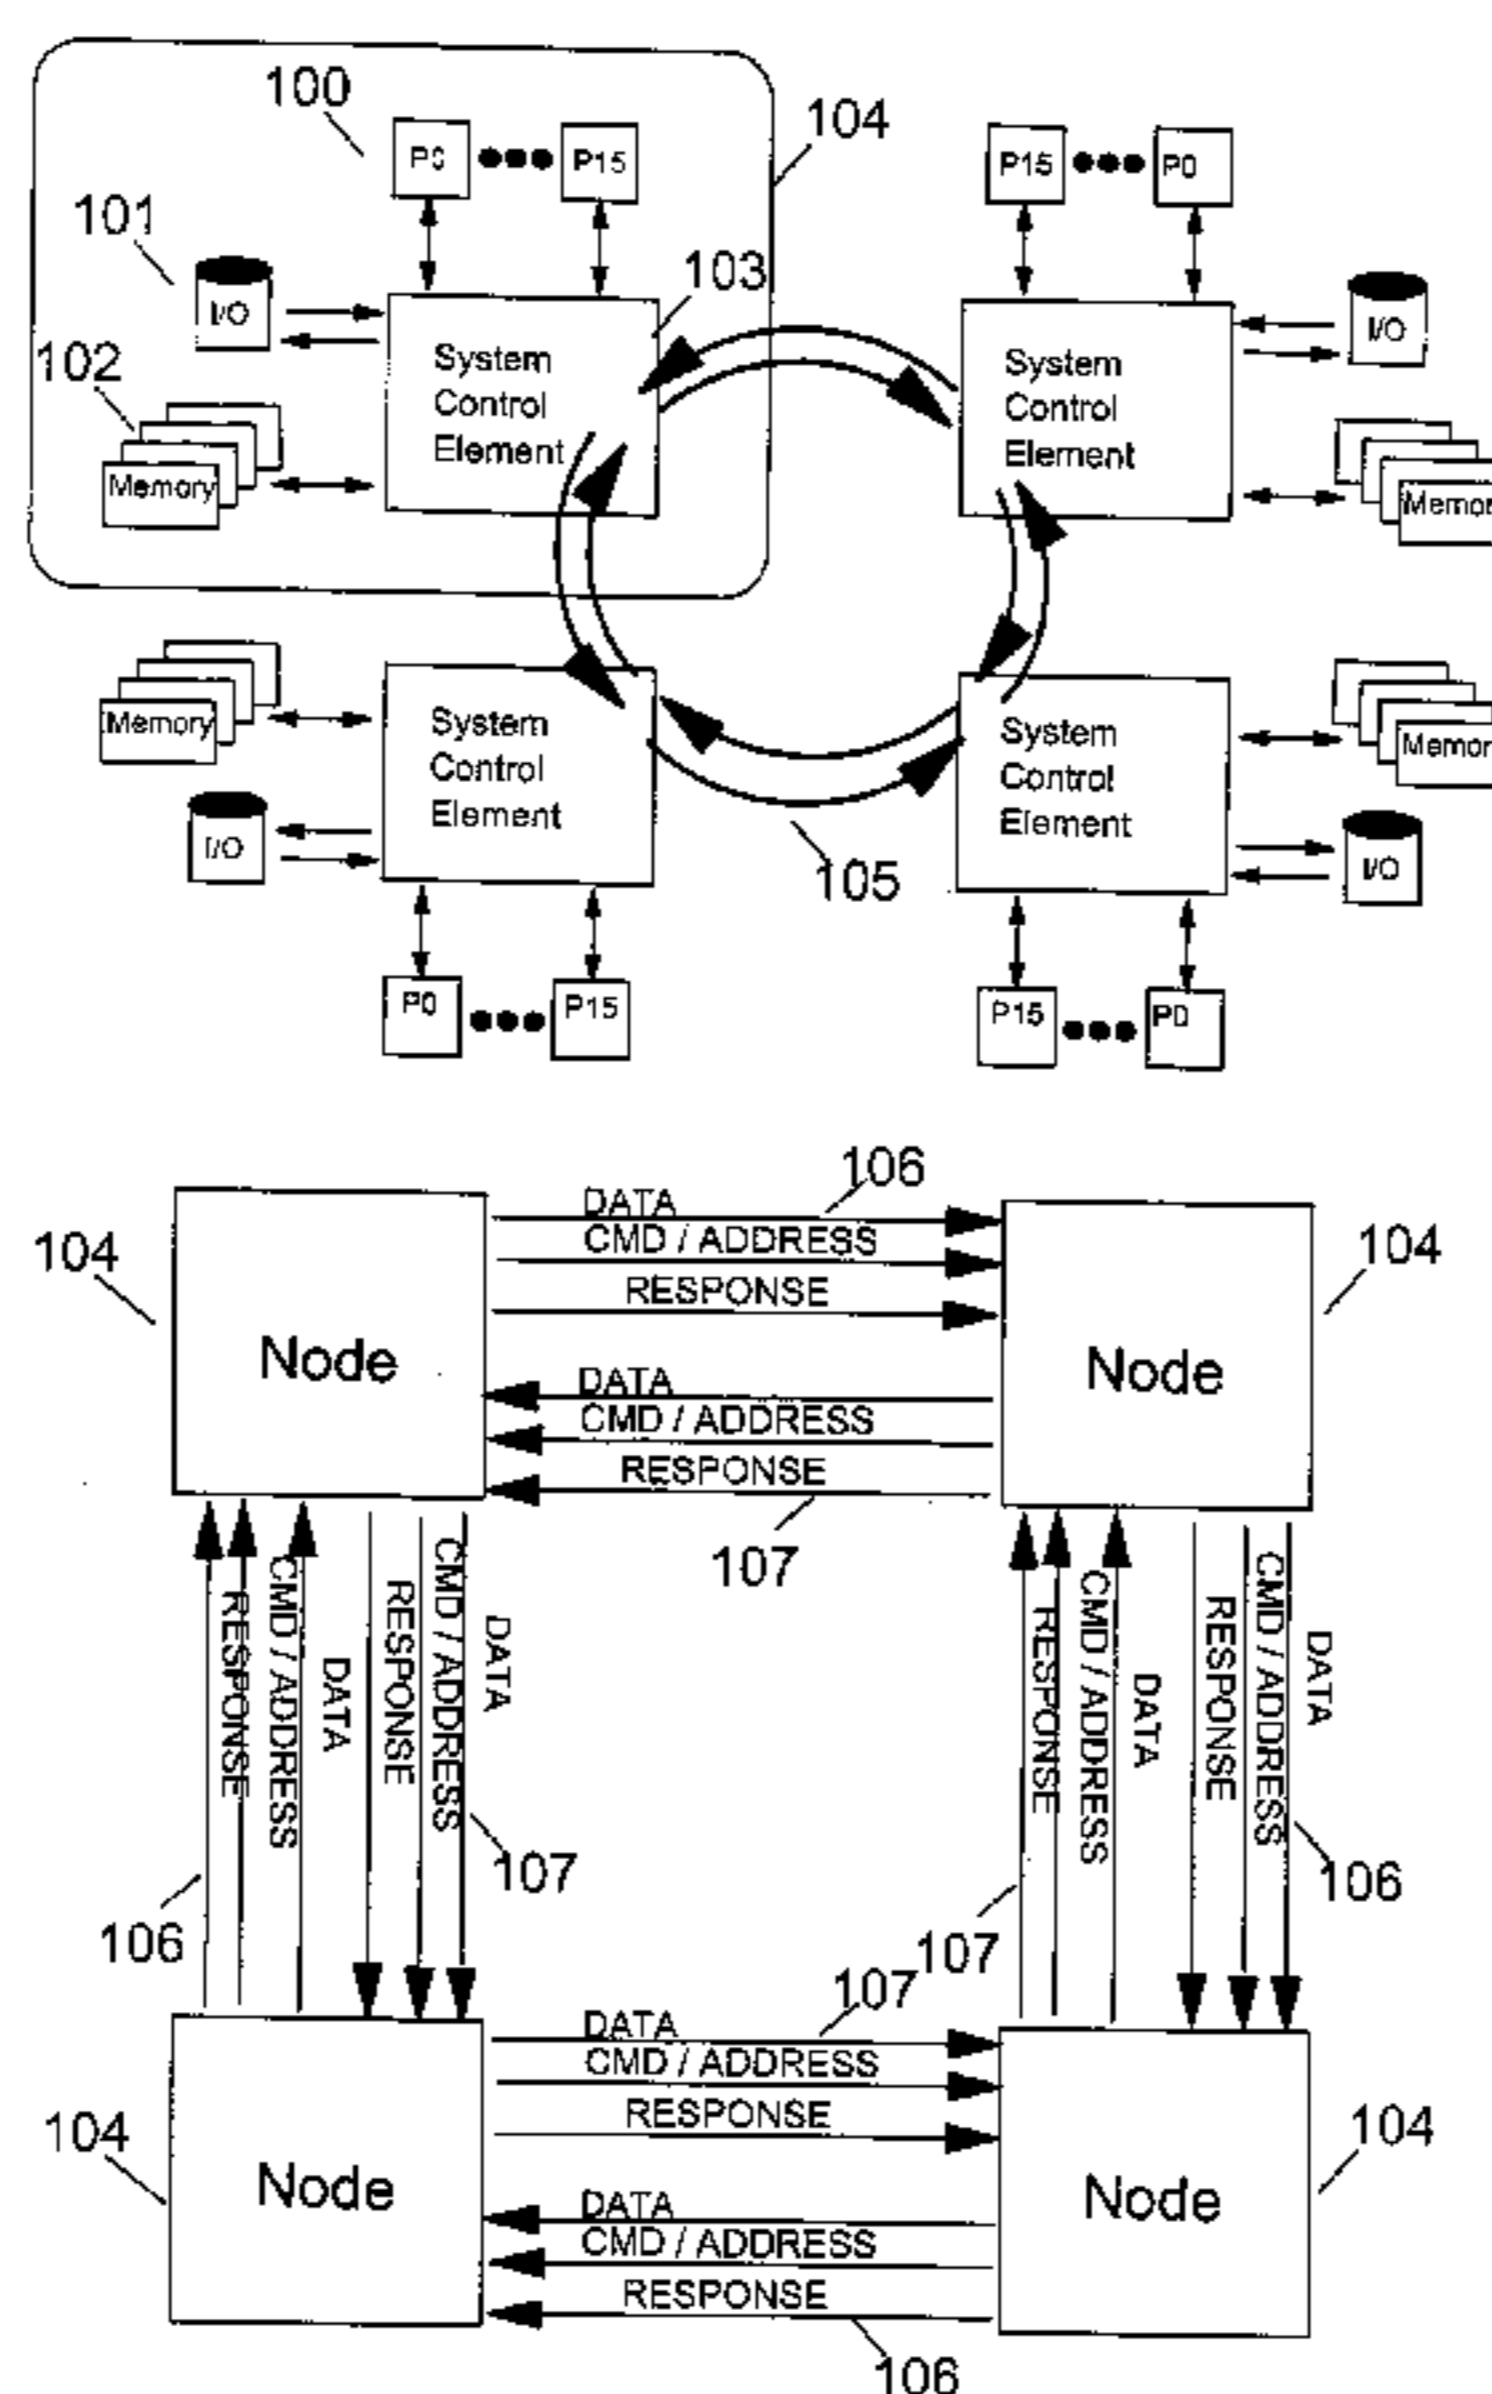 100
104
P0
P15
P15
P0
101
103
I/O
I/O
102
System
Control
Element
System
Control
Element
Memory
Memor
Memory
Memor
System
Control
Element
System
Control
Element
I/O
I/O
105
P0
P15
P15
P0
106
DATA
CMD / ADDRESS
RESPONSE
104
104
Node
Node
DATA
CMD / ADDRESS
RESPONSE
107
RESPONSE
CMD / ADDRESS
DATA
RESPONSE
CMD / ADDRESS
DATA
RESPONSE
CMD / ADDRESS
DATA
RESPONSE
CMD / ADDRESS
DATA
107
106
106
107
107
DATA
CMD / ADDRESS
RESPONSE
104
104
Node
Node
DATA
CMD / ADDRESS
RESPONSE
106